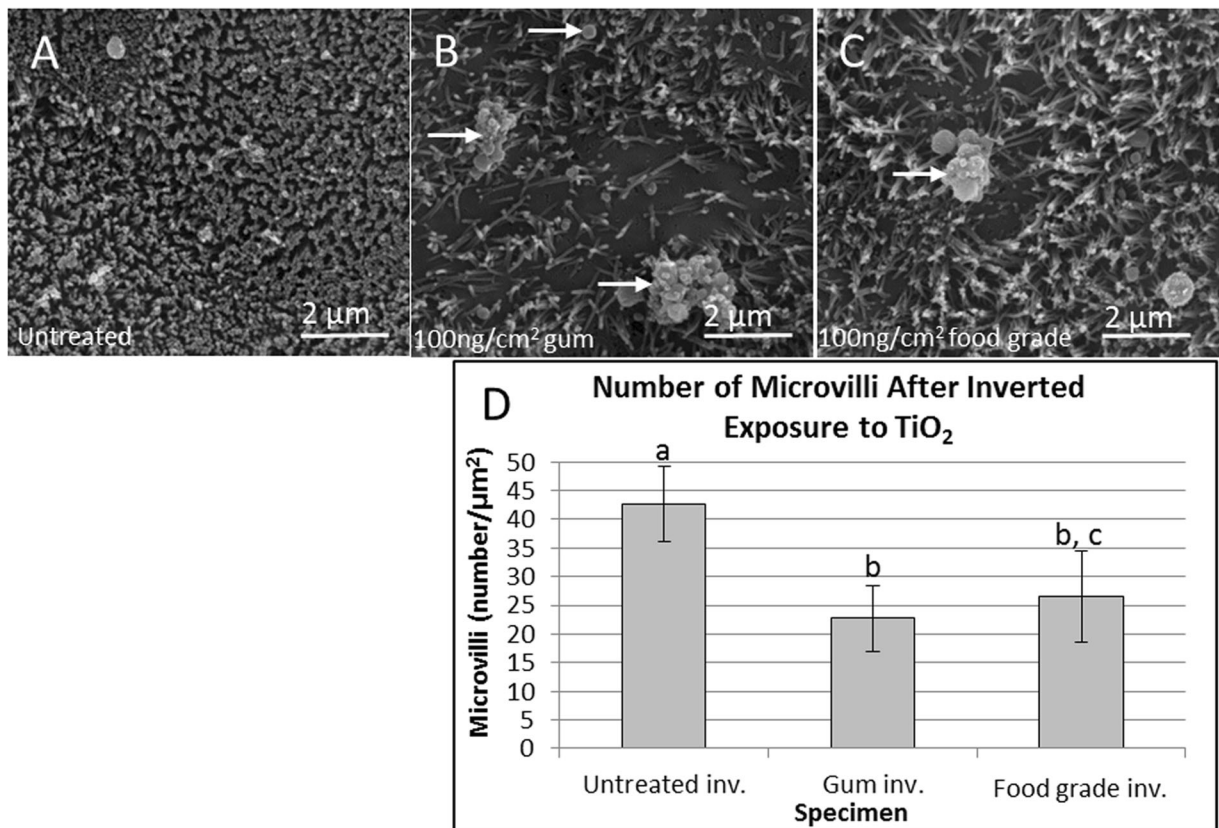 A
Untreated
2 μm
B
100ng/cm² gum
2 μm
C
100ng/cm² food grade
2 μm
D
Number of Microvilli After Inverted
Exposure to TiO₂
Microvilli (number/μm²)
50
45
40
35
30
25
20
15
10
5
0
a
b
b, c
Untreated inv.
Gum inv.
Food grade inv.
Specimen